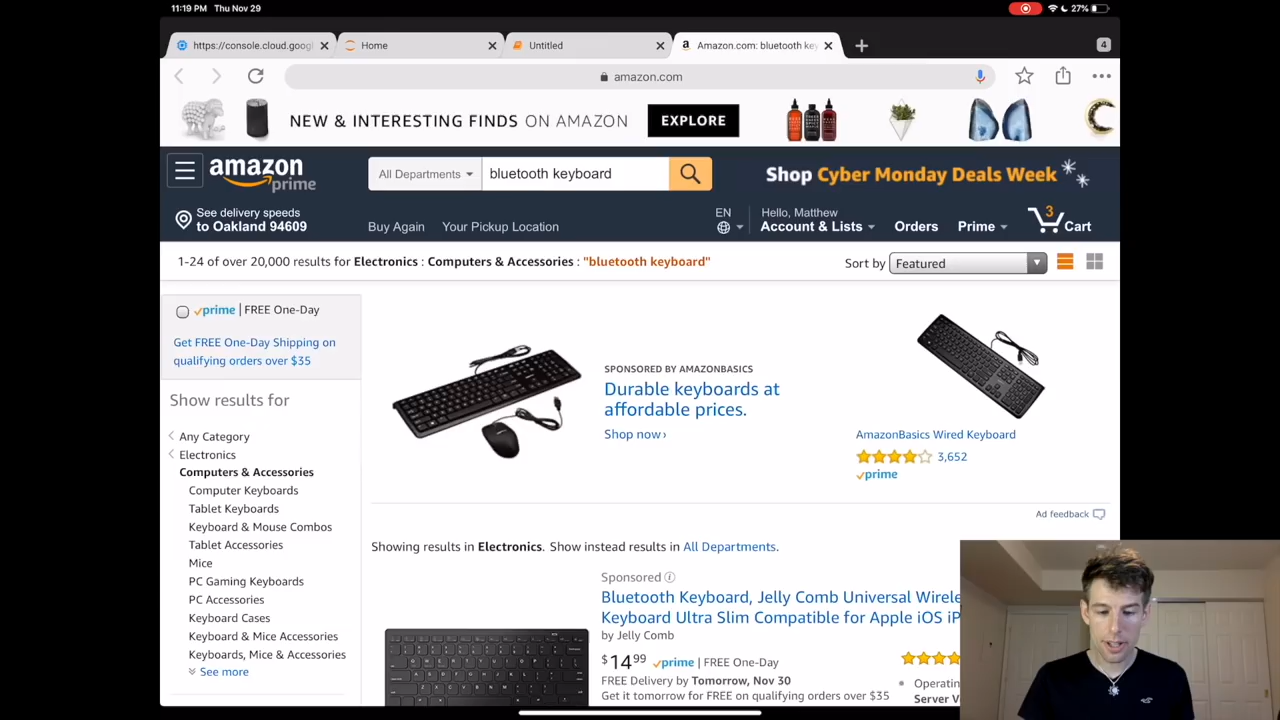 11:19 PM Thu Nov 29
27%
https://console.cloud.goog
Home
Untitled
Amazon.com: bluetooth key
4
amazon.com
NEW & INTERESTING FINDS ON AMAZON
EXPLORE
amazon
prime
All Departments
bluetooth keyboard
Shop Cyber Monday Deals Week
See delivery speeds
to Oakland 94609
Buy Again
Your Pickup Location
EN
Hello, Matthew
Account & Lists
Orders
Prime
3
Cart
1-24 of over 20,000 results for Electronics : Computers & Accessories : "bluetooth keyboard"
Sort by
Featured
prime | FREE One-Day
Get FREE One-Day Shipping on
qualifying orders over $35
Show results for
Any Category
Electronics
Computers & Accessories
Computer Keyboards
Tablet Keyboards
Keyboard & Mouse Combos
Tablet Accessories
Mice
PC Gaming Keyboards
PC Accessories
Keyboard Cases
Keyboard & Mice Accessories
Keyboards, Mice & Accessories
See more
SPONSORED BY AMAZONBASICS
Durable keyboards at
affordable prices.
Shop now
AmazonBasics Wired Keyboard
3,652
prime
Ad feedback
Showing results in Electronics. Show instead results in All Departments.
Sponsored
Bluetooth Keyboard, Jelly Comb Universal Wirele
Keyboard Ultra Slim Compatible for Apple iOS iP
by Jelly Comb
$14.99 prime | FREE One-Day
FREE Delivery by Tomorrow, Nov 30
Get it tomorrow for FREE on qualifying orders over $35
Operatin
Server V